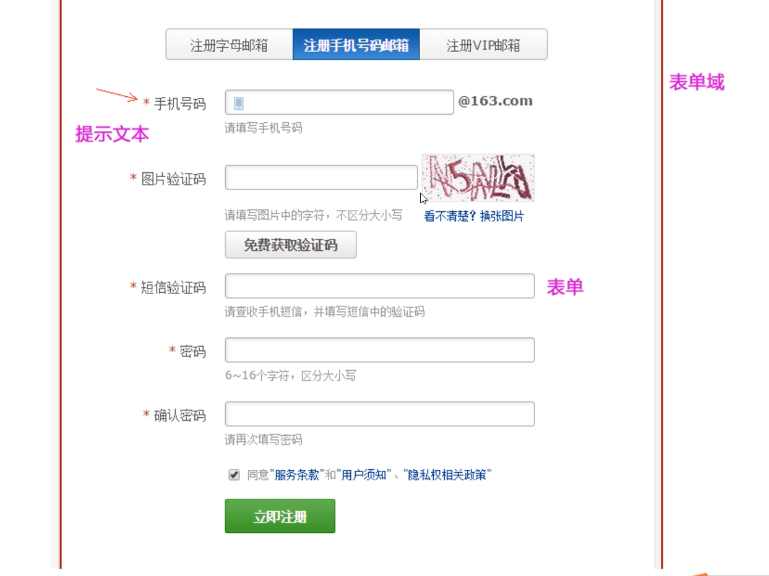 注册字母邮箱 注册手机号码邮箱 注册VIP邮箱
表单域
* 手机号码 @163.com
提示文本
请填写手机号码
* 图片验证码
请填写图片中的字符，不区分大小写 看不清楚？换张图片
免费获取验证码
* 短信验证码 表单
请查收手机短信，并填写短信中的验证码
* 密码
6~16个字符，区分大小写
* 确认密码
请再次填写密码
同意"服务条款"和"用户须知"、"隐私权相关政策"
立即注册